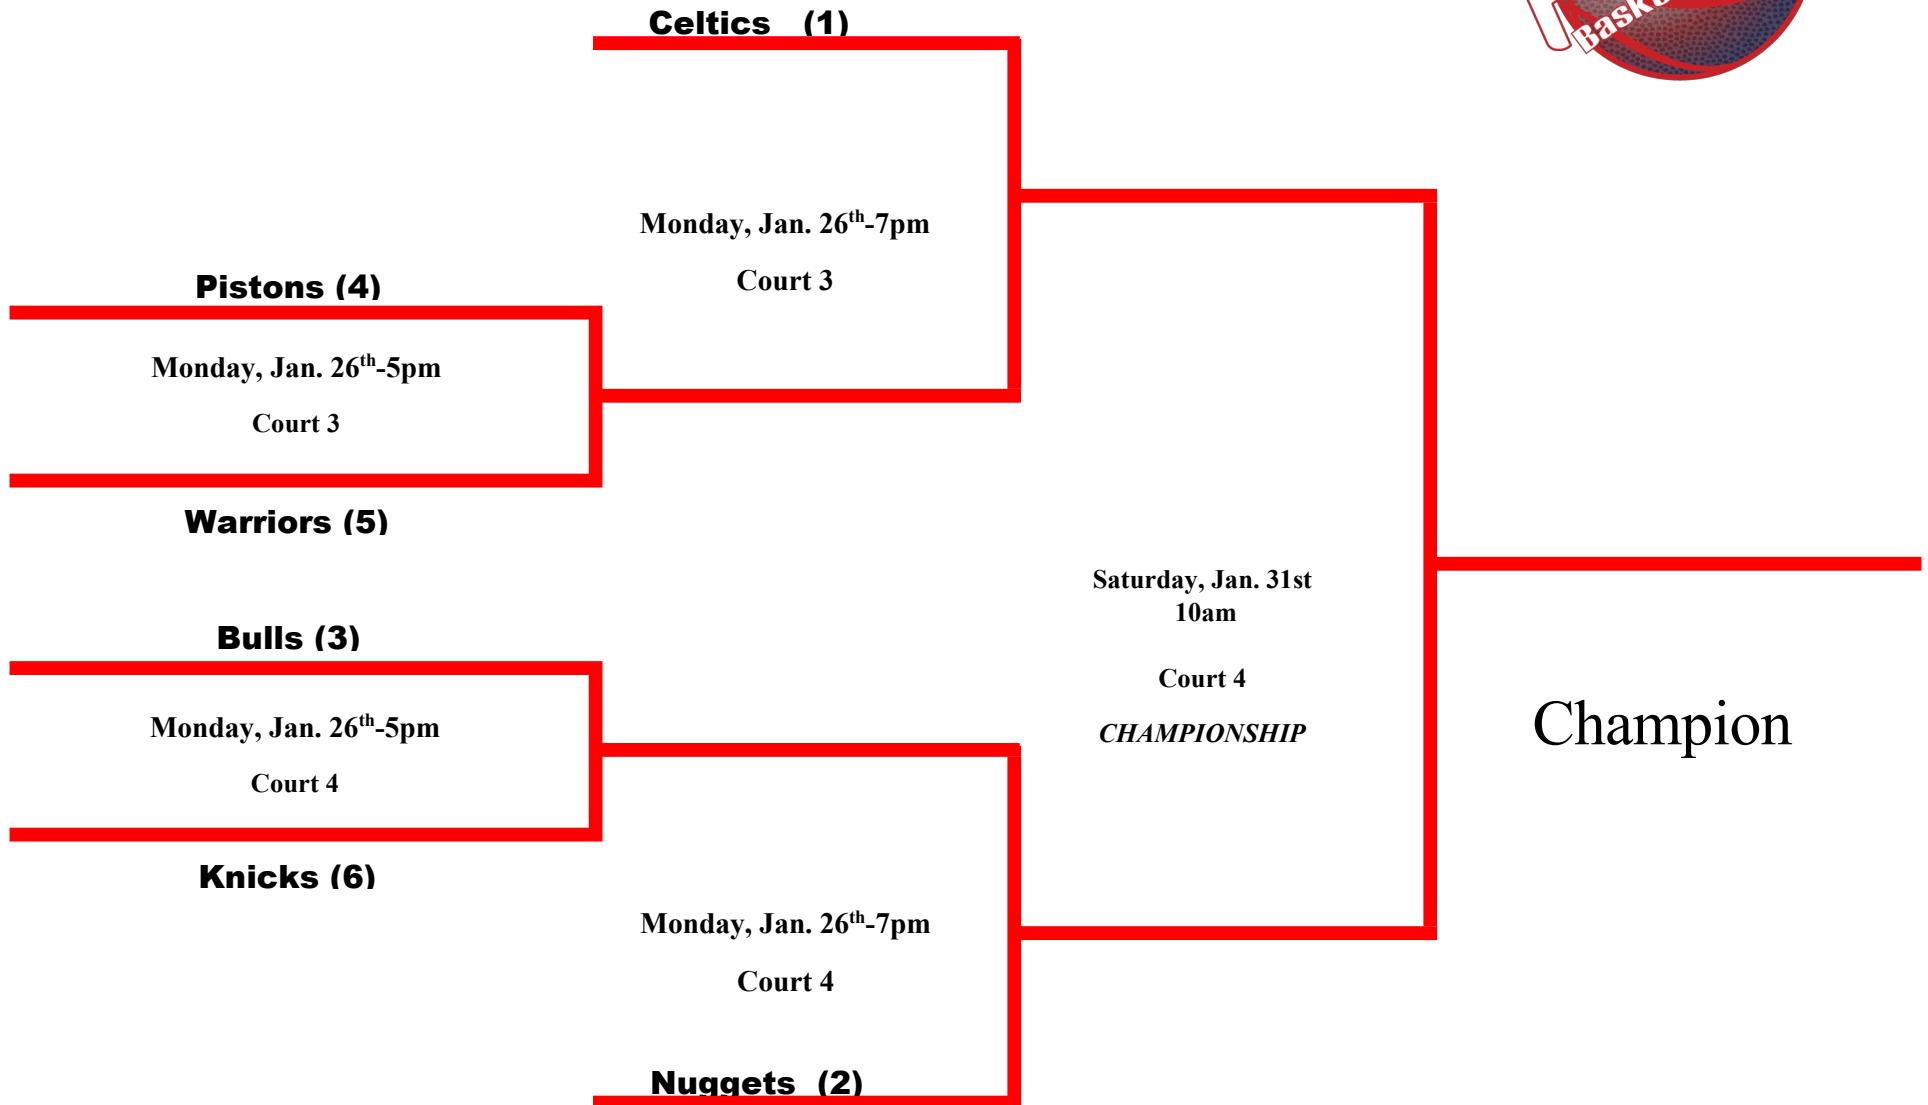 Celtics (1)
Monday, Jan. 26th-7pm
Court 3
Pistons (4)
Monday, Jan. 26th-5pm
Court 3
Warriors (5)
Bulls (3)
Monday, Jan. 26th-5pm
Court 4
Knicks (6)
Monday, Jan. 26th-7pm
Court 4
Nuggets (2)
Saturday, Jan. 31st
10am
Court 4
CHAMPIONSHIP
Champion